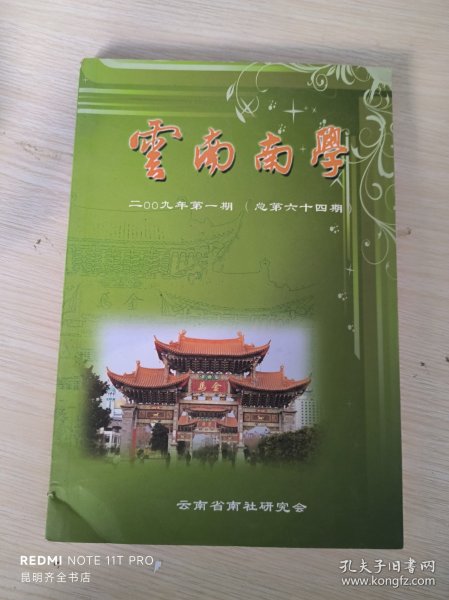 雲南南學
二〇〇九年第一期（总第六十四期）
金馬
云南省南社研究会
REDMI NOTE 11T PRO
昆明齐全书店
孔夫子旧书网
www.kongfz.com